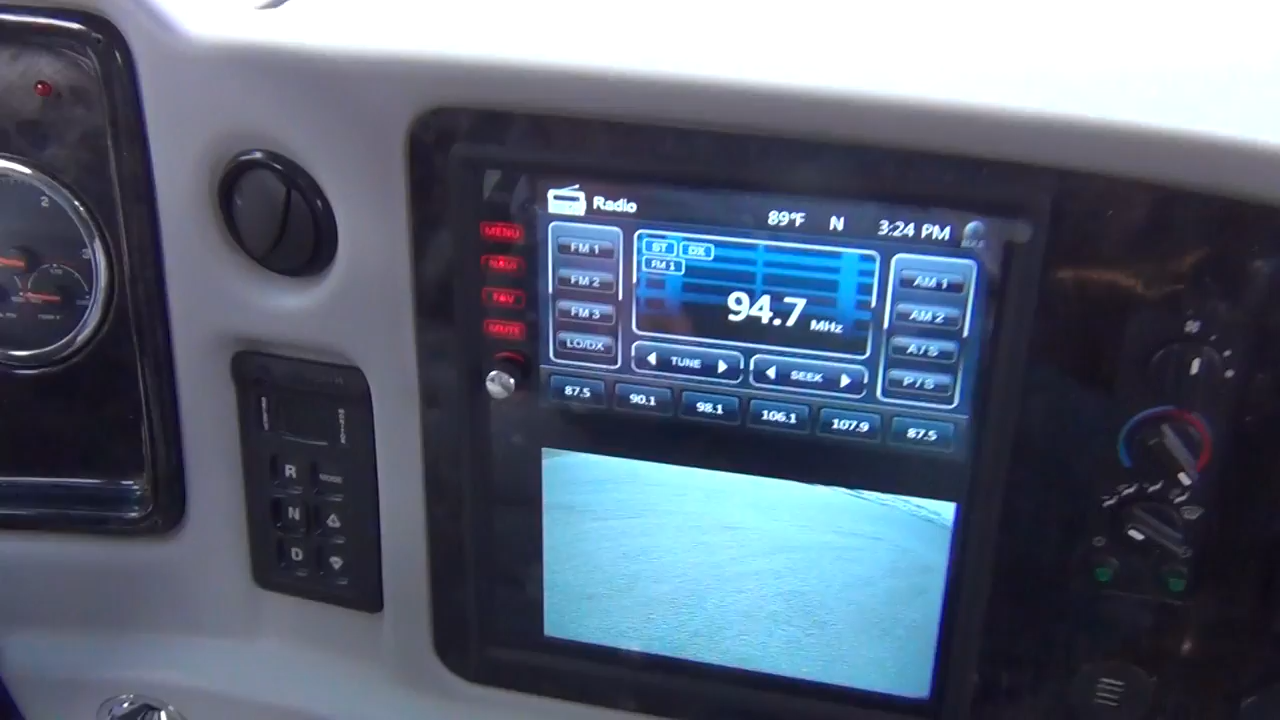 2
3
Radio
89°F N 3:24 PM
MENU
NAVI
FAV
MUTE
FM 1
FM 2
FM 3
LO/DX
ST DX
FM 1
94.7 MHz
TUNE
SEEK
AM 1
AM 2
A/S
P/S
87.5 90.1 98.1 106.1 107.9 87.5
R MODE
N
D